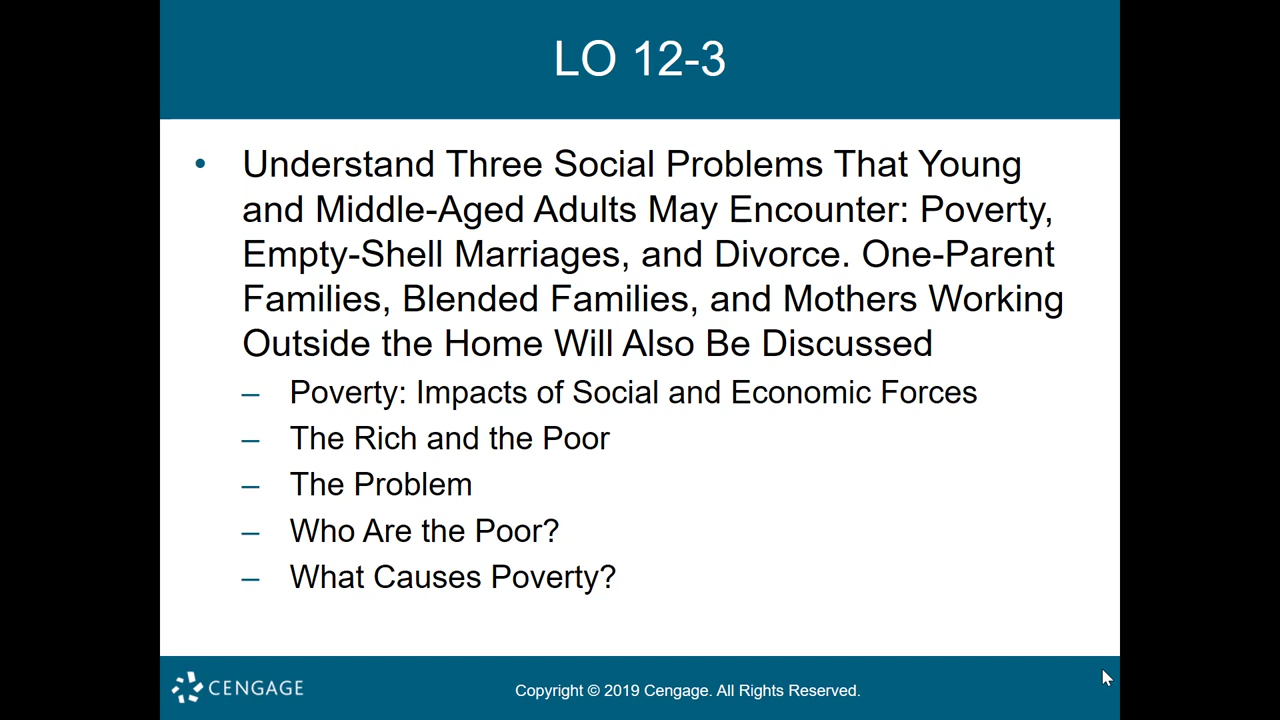 LO 12-3
• Understand Three Social Problems That Young
and Middle-Aged Adults May Encounter: Poverty,
Empty-Shell Marriages, and Divorce. One-Parent
Families, Blended Families, and Mothers Working
Outside the Home Will Also Be Discussed
– Poverty: Impacts of Social and Economic Forces
– The Rich and the Poor
– The Problem
– Who Are the Poor?
– What Causes Poverty?
CENGAGE
Copyright © 2019 Cengage. All Rights Reserved.